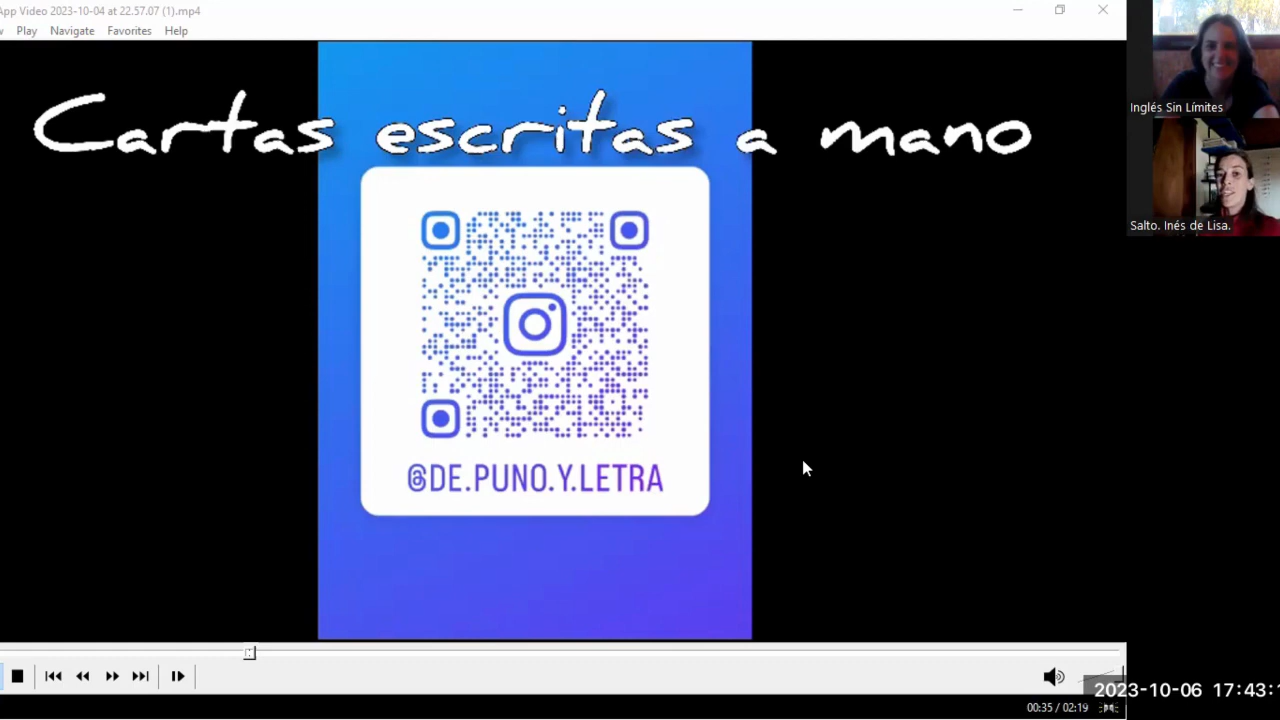 App Video 2023-10-04 at 22.57.07 (1).mp4
Play Navigate Favorites Help
Cartas escritas a mano
@DE.PUNO.Y.LETRA
Inglés Sin Límites
Salto. Inés de Lisa.
2023-10-06 17:43:
00:35 / 02:19